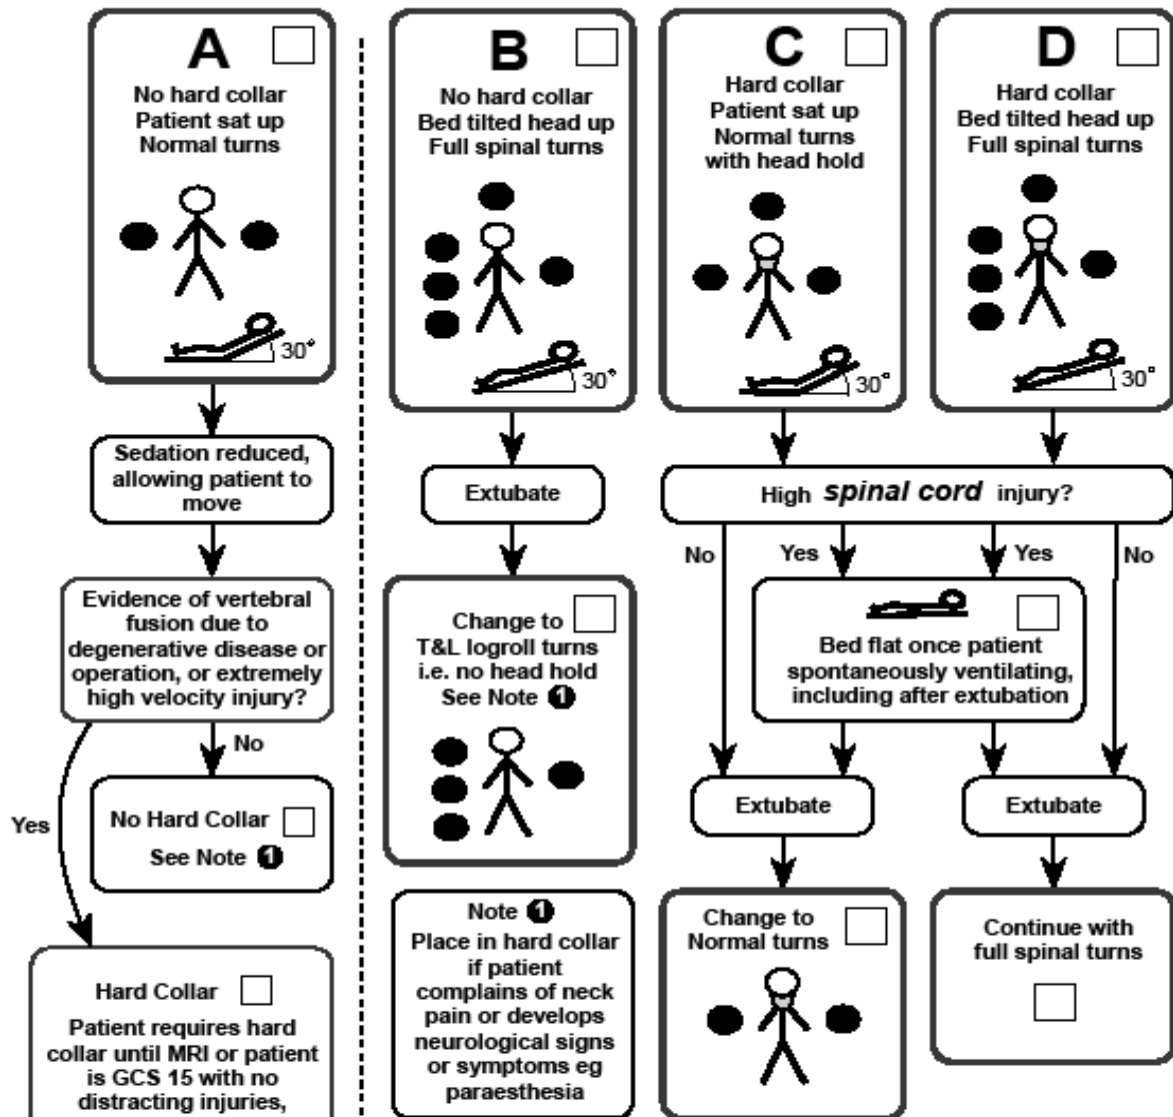 A
No hard collar
Patient sat up
Normal turns
30°
Sedation reduced,
allowing patient to
move
Evidence of vertebral
fusion due to
degenerative disease or
operation, or extremely
high velocity injury?
No
Yes
No Hard Collar
See Note 1
Hard Collar
Patient requires hard
collar until MRI or patient
is GCS 15 with no
distracting injuries,
B
No hard collar
Bed tilted head up
Full spinal turns
30°
Extubate
Change to
T&L logroll turns
i.e. no head hold
See Note 1
Note 1
Place in hard collar
if patient
complains of neck
pain or develops
neurological signs
or symptoms eg
paraesthesia
C
Hard collar
Patient sat up
Normal turns
with head hold
30°
D
Hard collar
Bed tilted head up
Full spinal turns
30°
High spinal cord injury?
No
Yes
Yes
No
Bed flat once patient
spontaneously ventilating,
including after extubation
Extubate
Extubate
Change to
Normal turns
Continue with
full spinal turns